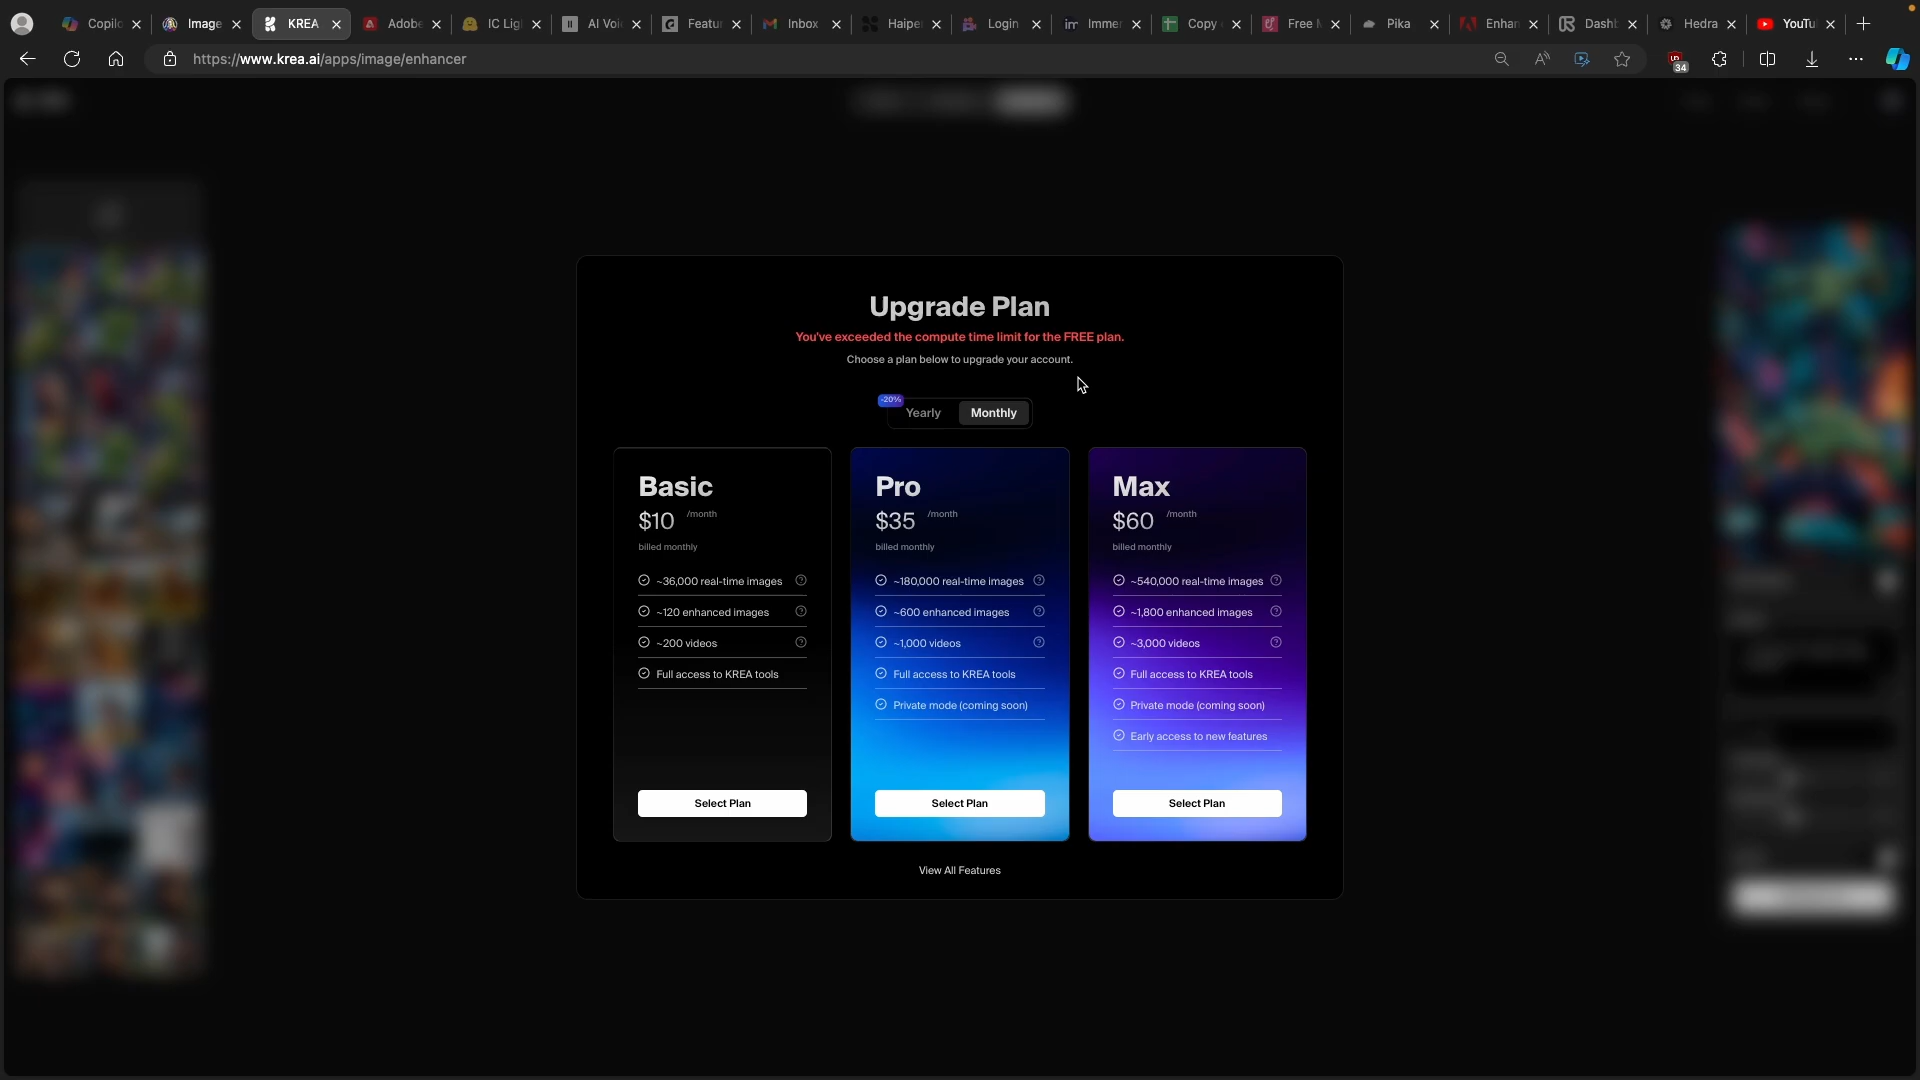 Copilo
Image
KREA
Adobe
IC Lig
AI Voi
Featur
Inbox
Haiper
Login
Immer
Copy
Free
Pika
Enhan
Dashb
Hedra
YouTu
https://www.krea.ai/apps/image/enhancer
34
Upgrade Plan
You've exceeded the compute time limit for the FREE plan.
Choose a plan below to upgrade your account.
-20%
Yearly
Monthly
Basic
$10 /month
billed monthly
~36,000 real-time images
~120 enhanced images
~200 videos
Full access to KREA tools
Select Plan
Pro
$35 /month
billed monthly
~180,000 real-time images
~600 enhanced images
~1,000 videos
Full access to KREA tools
Private mode (coming soon)
Select Plan
Max
$60 /month
billed monthly
~540,000 real-time images
~1,800 enhanced images
~3,000 videos
Full access to KREA tools
Private mode (coming soon)
Early access to new features
Select Plan
View All Features